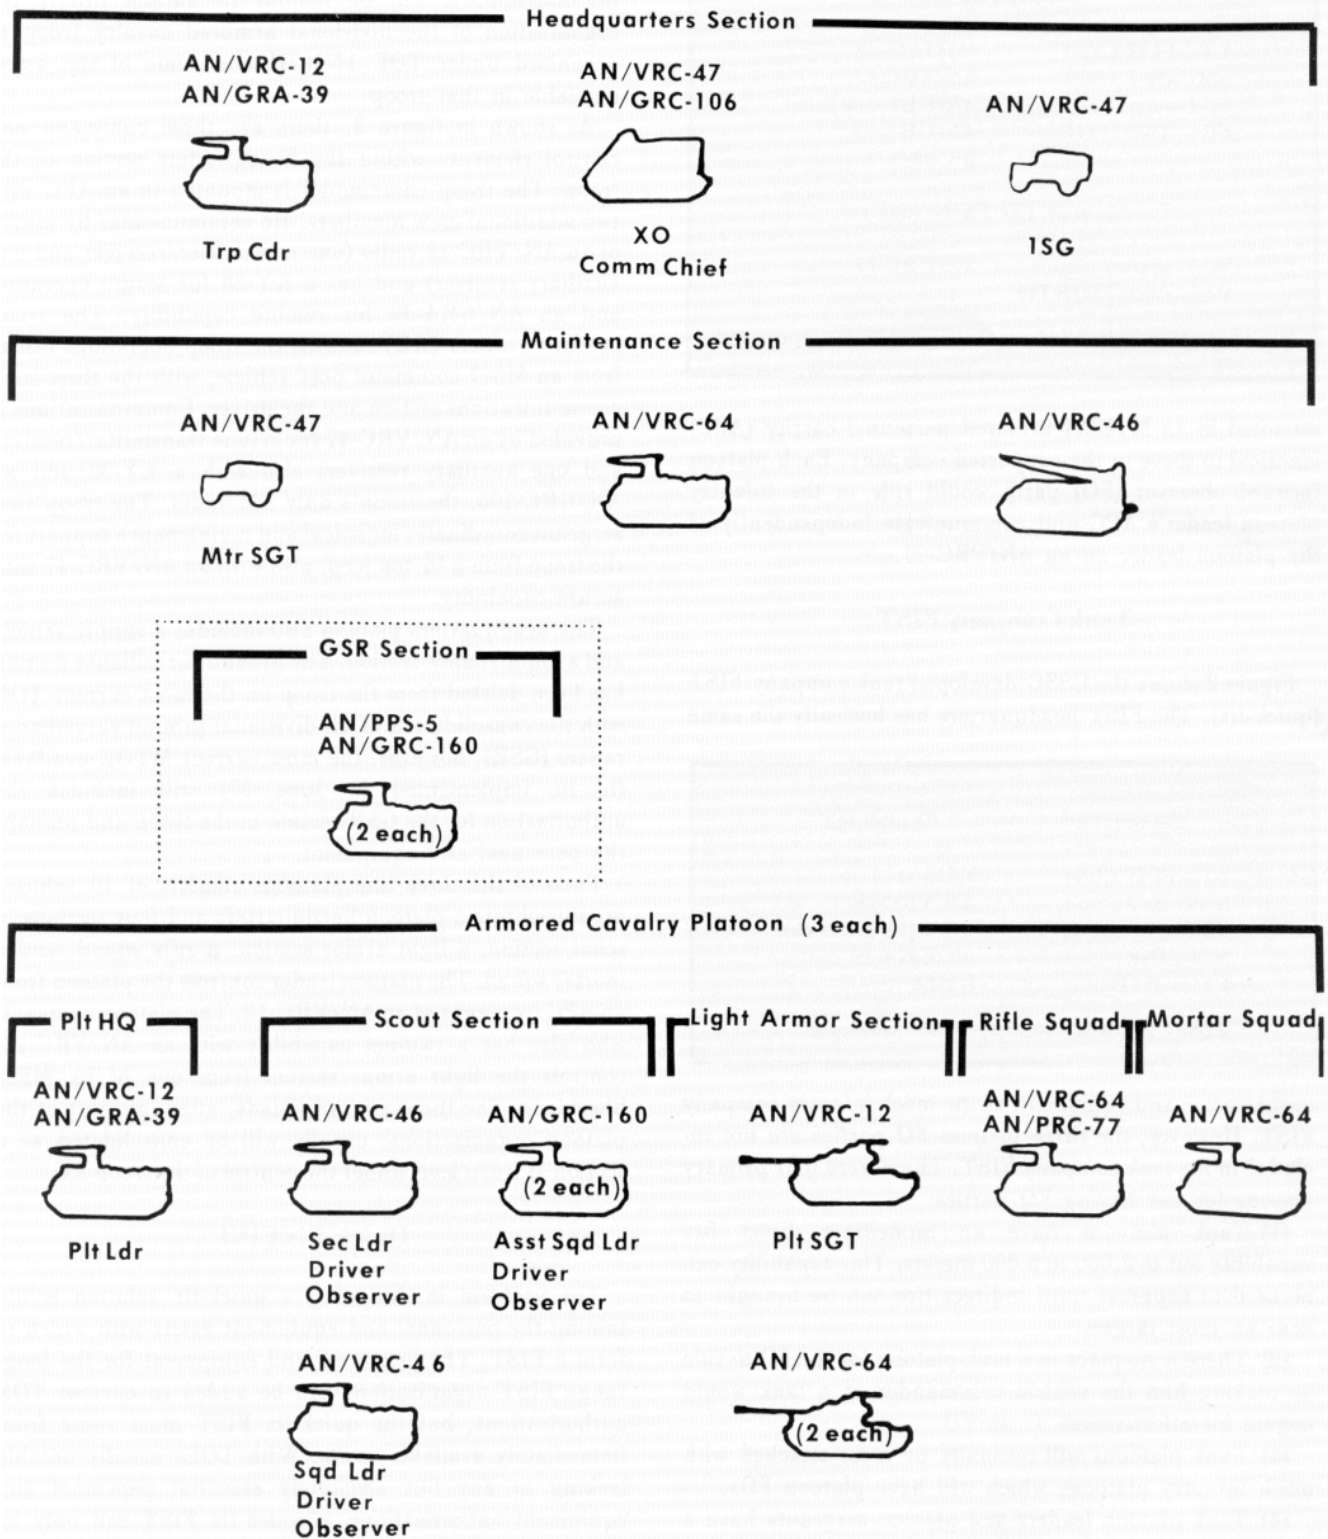 Headquarters Section
AN/VRC-12
AN/GRA-39
Trp Cdr
AN/VRC-47
AN/GRC-106
XO
Comm Chief
AN/VRC-47
1SG
Maintenance Section
AN/VRC-47
Mtr SGT
AN/VRC-64
AN/VRC-46
GSR Section
AN/PPS-5
AN/GRC-160
(2 each)
Armored Cavalry Platoon (3 each)
Plt HQ
AN/VRC-12
AN/GRA-39
Plt Ldr
Scout Section
AN/VRC-46
Sec Ldr
Driver
Observer
AN/GRC-160
(2 each)
Asst Sqd Ldr
Driver
Observer
AN/VRC-46
Sqd Ldr
Driver
Observer
Light Armor Section
AN/VRC-12
Plt SGT
AN/VRC-64
(2 each)
Rifle Squad
AN/VRC-64
AN/PRC-77
Mortar Squad
AN/VRC-64